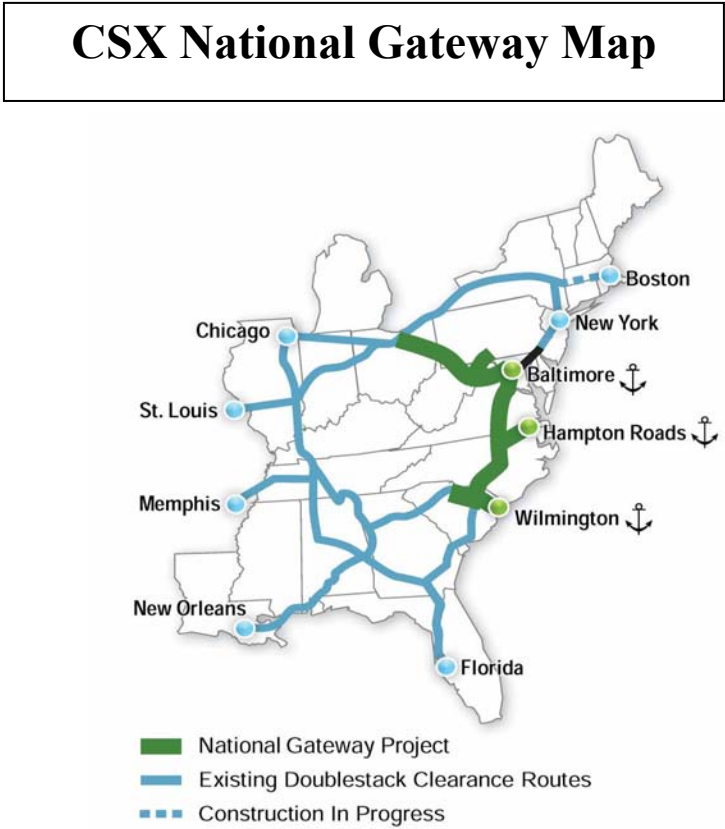 CSX National Gateway Map
Boston
New York
Chicago
Baltimore
St. Louis
Hampton Roads
Memphis
Wilmington
New Orleans
Florida
National Gateway Project
Existing Doublestack Clearance Routes
Construction In Progress